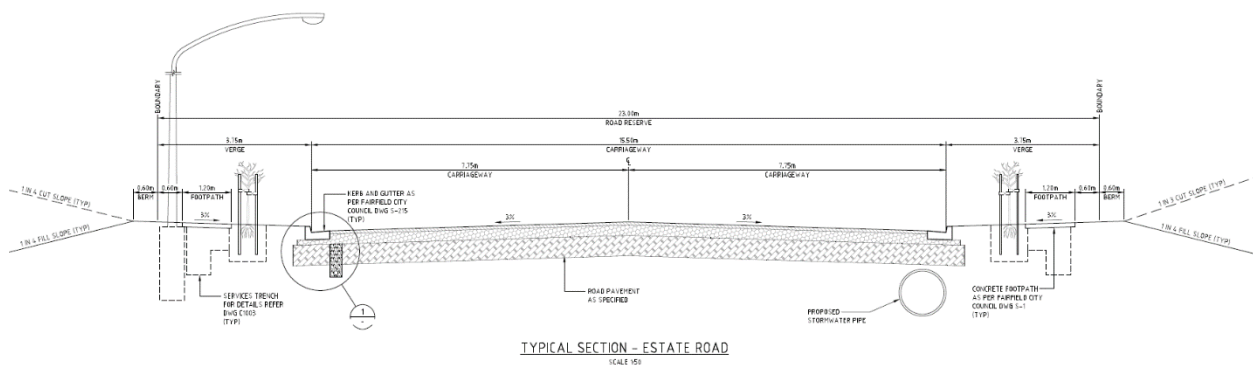 BOUNDARY
BOUNDARY
23.00m
ROAD RESERVE
3.75m
VERGE
15.50m
CARRIAGEWAY
3.75m
VERGE
7.75m
CARRIAGEWAY
℄
7.75m
CARRIAGEWAY
0.60m
BERM
0.60m
1.20m
FOOTPATH
KERB AND GUTTER AS
PER FAIRFIELD CITY
COUNCIL DWG S-215
(TYP)
1.20m
FOOTPATH
0.60m
0.60m
BERM
1 IN 4 CUT SLOPE (TYP)
1 IN 4 FILL SLOPE (TYP)
3%
3%
3%
3%
1 IN 3 CUT SLOPE (TYP)
1 IN 4 FILL SLOPE (TYP)
SERVICES TRENCH
FOR DETAILS REFER
DWG C1003
(TYP)
1
-
ROAD PAVEMENT
AS SPECIFIED
PROPOSED
STORMWATER PIPE
CONCRETE FOOTPATH
AS PER FAIRFIELD CITY
COUNCIL DWG S-1
(TYP)
TYPICAL SECTION - ESTATE ROAD
SCALE 1:50